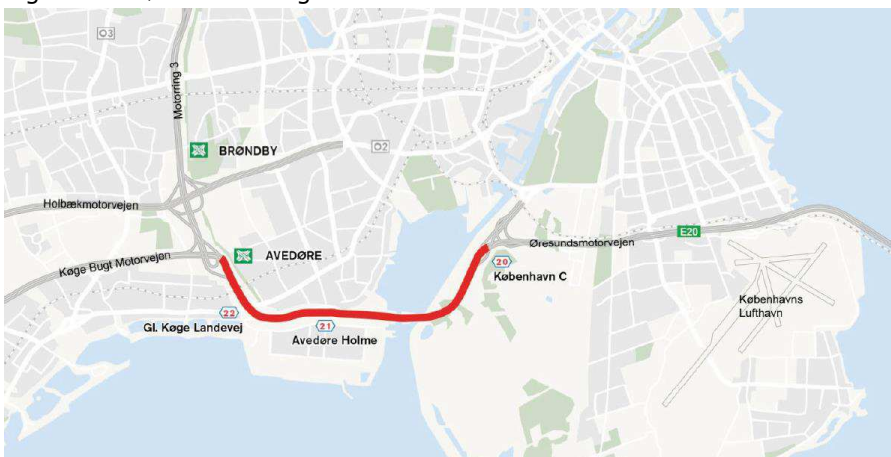 O3
Motorring 3
BRØNDBY
O2
Holbækmotorvejen
Køge Bugt Motorvejen
AVEDØRE
E20
Øresundsmotorvejen
20
København C
Københavns
Lufthavn
22
Gl. Køge Landevej
21
Avedøre Holme